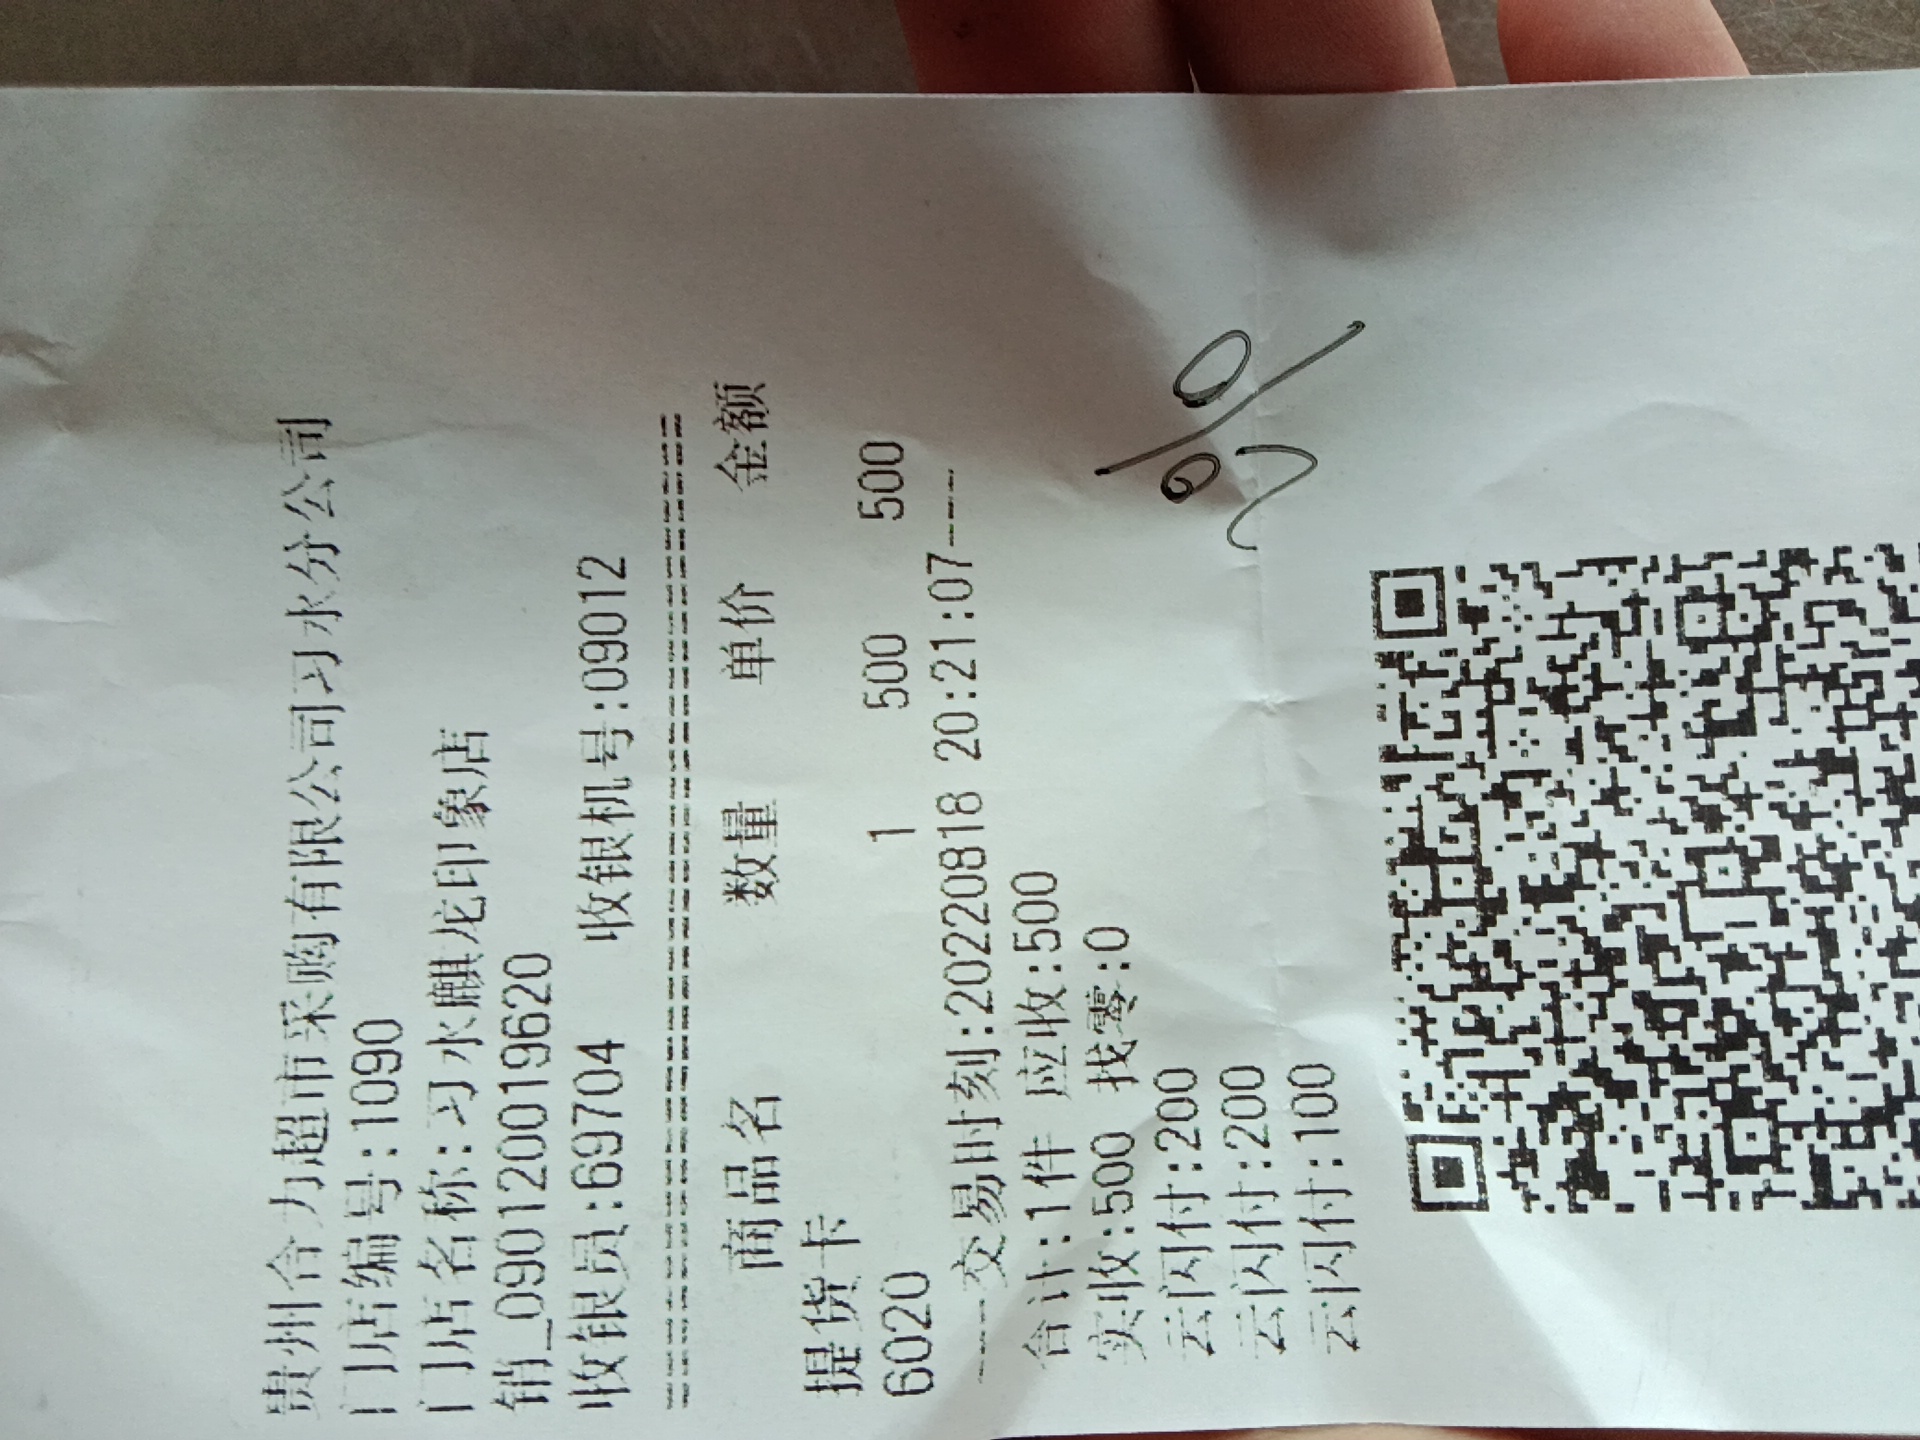 贵州合力超市采购有限公司习水分公司
门店编号:1090
门店名称:习水麒龙印象店
销_090120019620
收银员:69704 收银机号:09012
商品名 数量 单价 金额
提货卡
6020 1 500 500
----交易时刻:20220818 20:21:07----
合计:1件 应收:500
实收:500 找零:0
云闪付:200
云闪付:200
云闪付:100